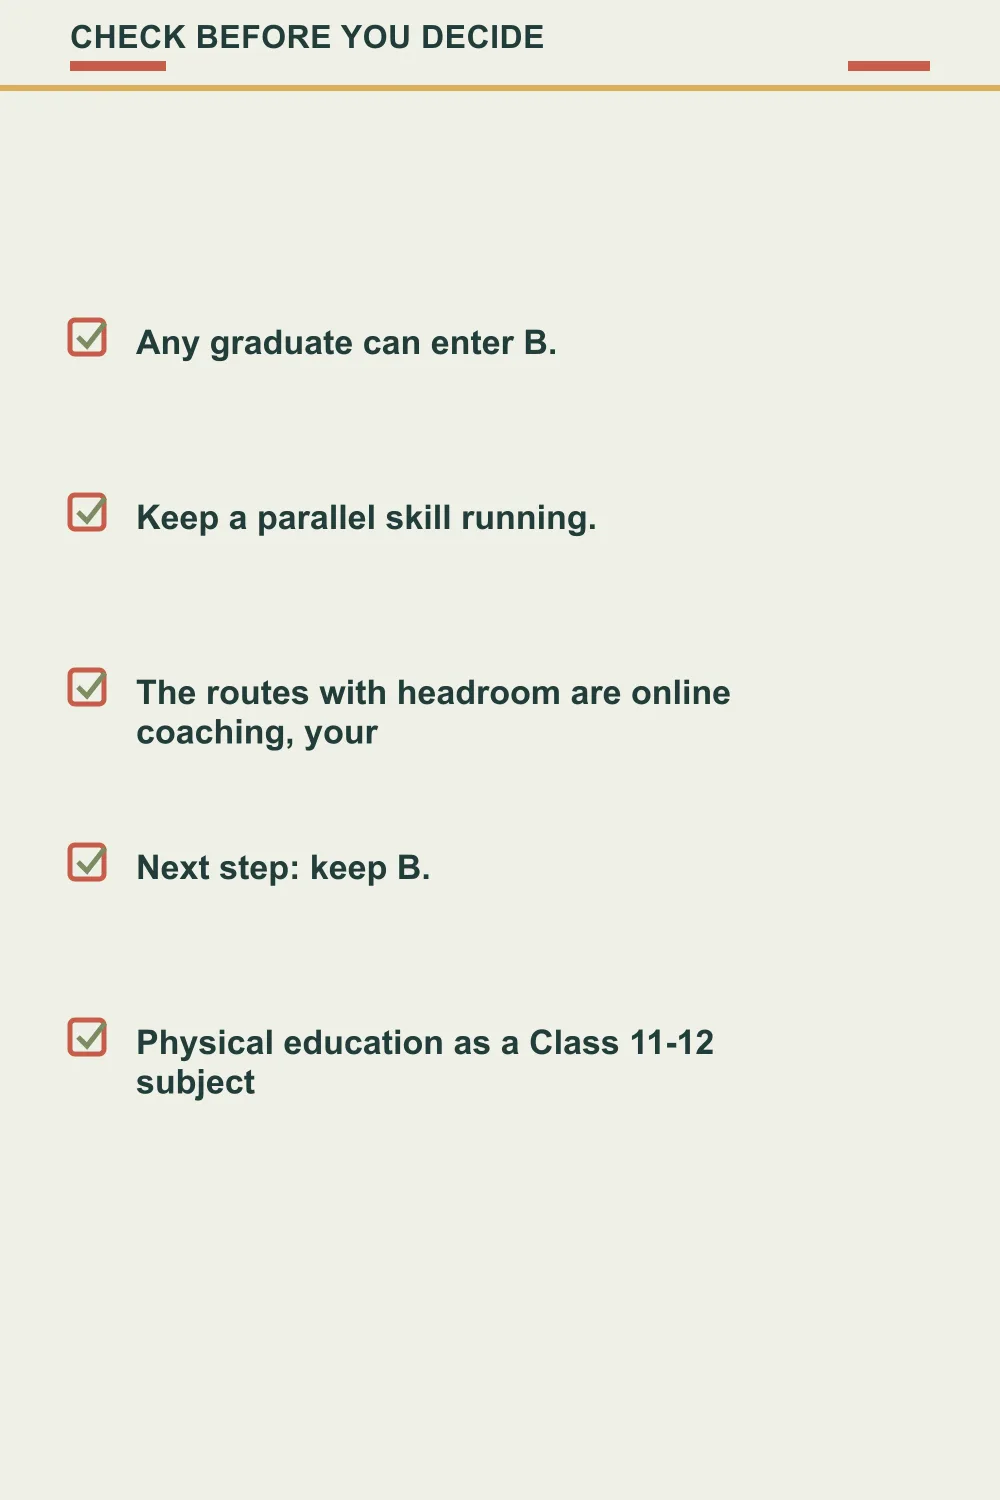 CHECK BEFORE YOU DECIDE
Any graduate can enter B.
Keep a parallel skill running.
The routes with headroom are online
coaching, your
Next step: keep B.
Physical education as a Class 11-12
subject